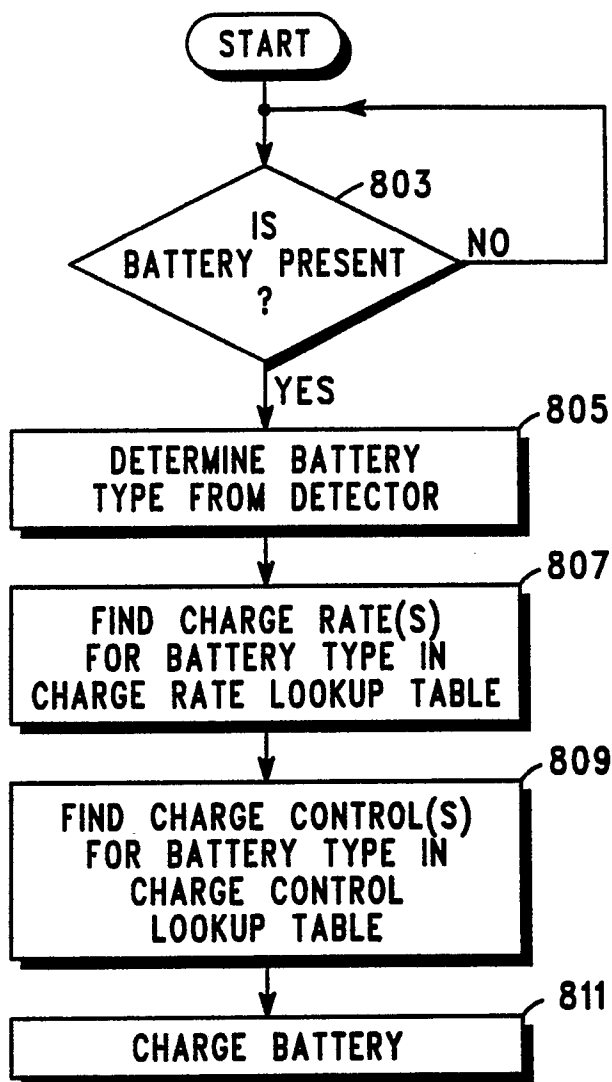 START
803
IS
BATTERY PRESENT
?
NO
YES
805
DETERMINE BATTERY
TYPE FROM DETECTOR
807
FIND CHARGE RATE(S)
FOR BATTERY TYPE IN
CHARGE RATE LOOKUP TABLE
809
FIND CHARGE CONTROL(S)
FOR BATTERY TYPE IN
CHARGE CONTROL
LOOKUP TABLE
811
CHARGE BATTERY